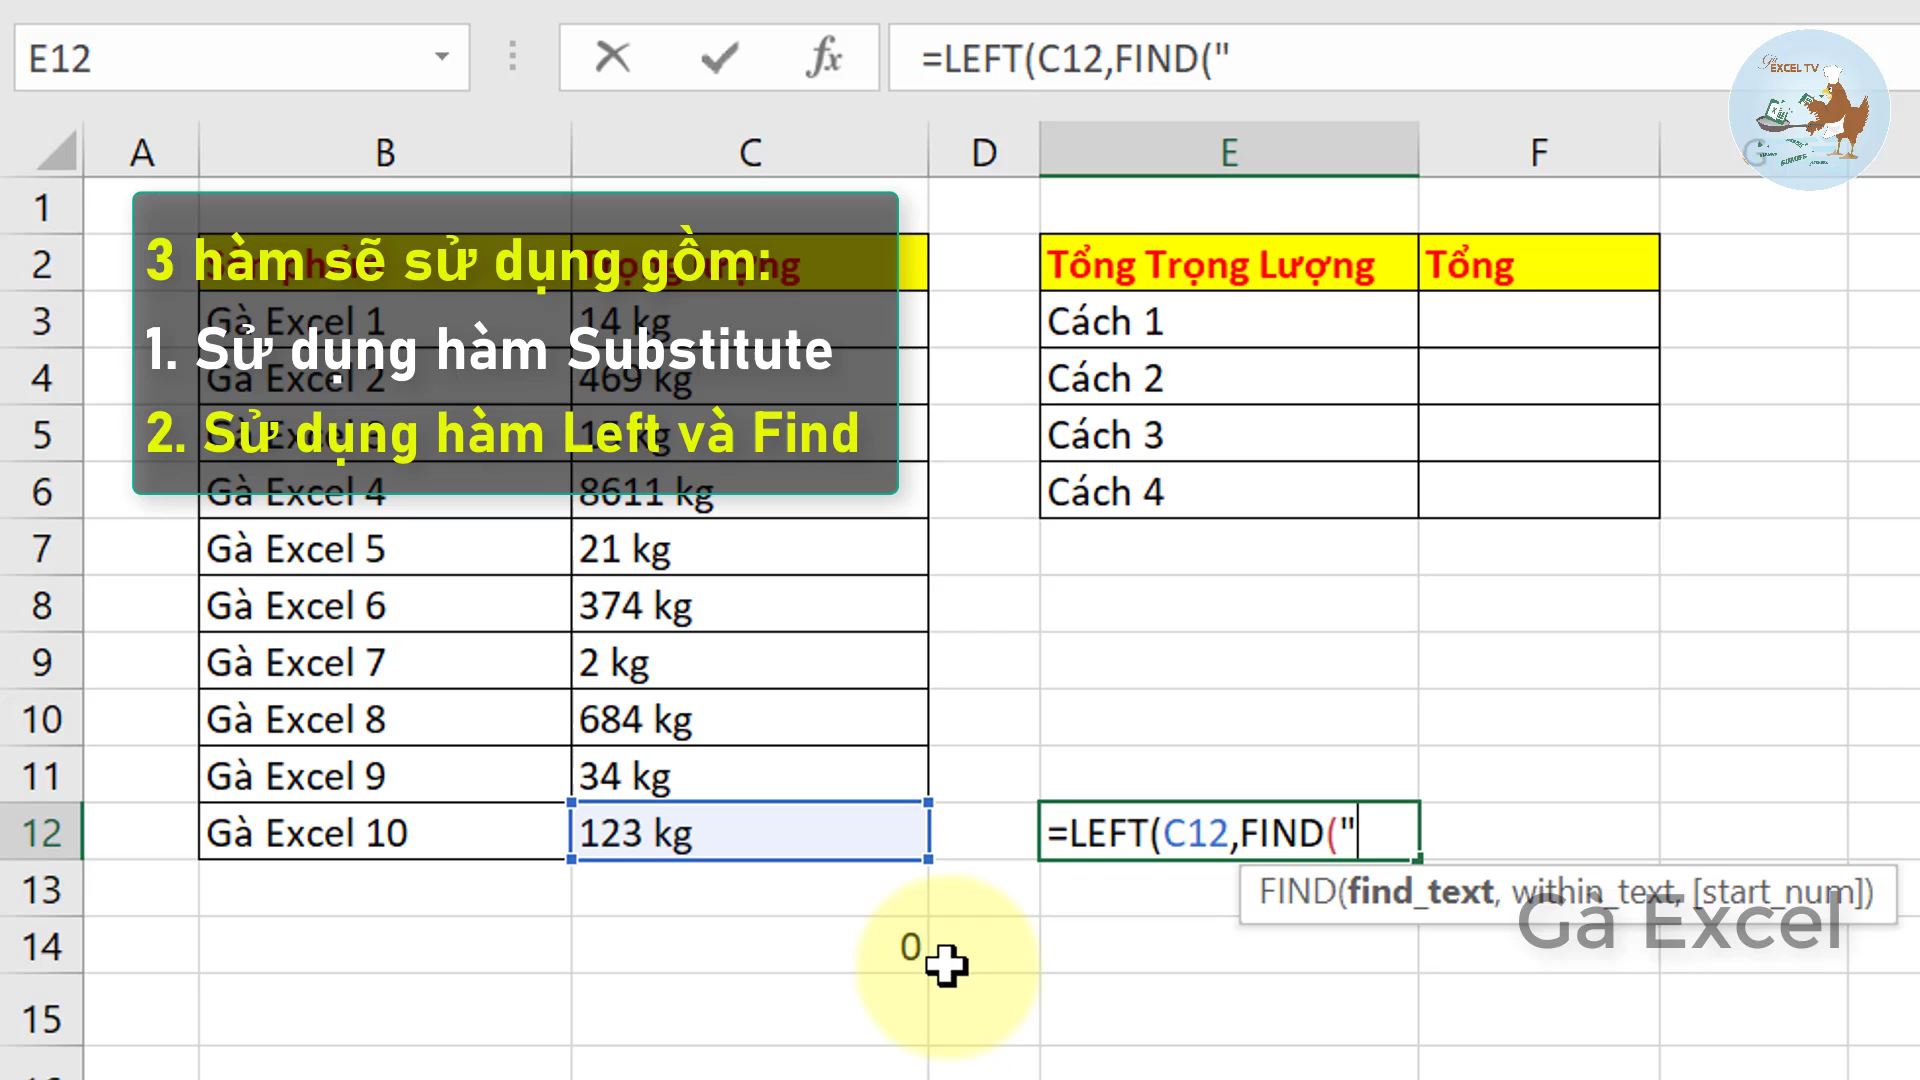 E12
fx
=LEFT(C12,FIND("
EXCEL TV
A B C D E F
3 hàm sẽ sử dụng gồm:
1. Sử dụng hàm Substitute
2. Sử dụng hàm Left và Find
1
2 Tổng Trọng Lượng Tổng
3 Gà Excel 1 14 kg Cách 1
4 Gà Excel 2 469 kg Cách 2
5 Cách 3
6 Gà Excel 4 8611 kg Cách 4
7 Gà Excel 5 21 kg
8 Gà Excel 6 374 kg
9 Gà Excel 7 2 kg
10 Gà Excel 8 684 kg
11 Gà Excel 9 34 kg
12 Gà Excel 10 123 kg =LEFT(C12,FIND("
13 FIND(find_text, within_text, [start_num])
Gà Excel
14 0
15